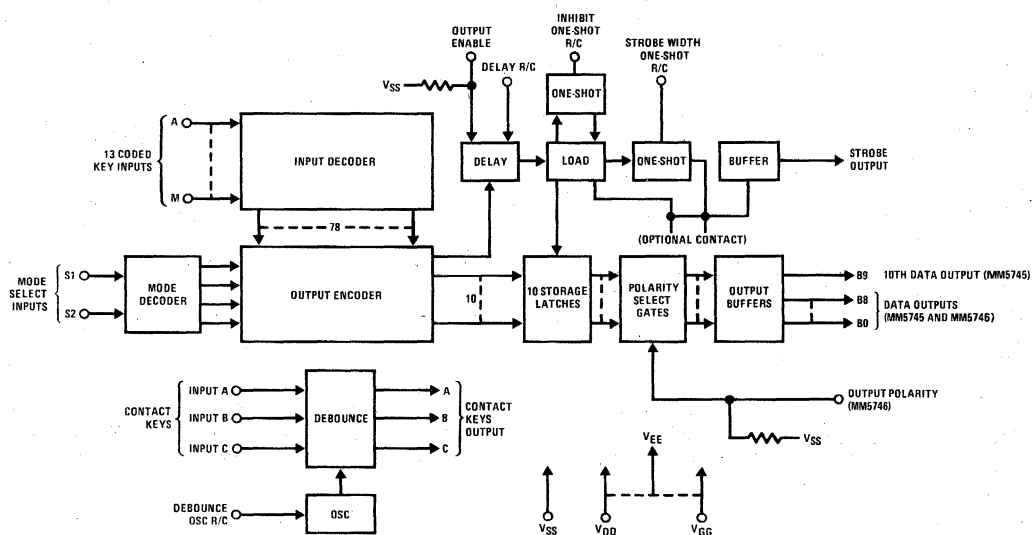 INHIBIT
ONE-SHOT
R/C
OUTPUT
ENABLE
STROBE WIDTH
ONE-SHOT
R/C
DELAY R/C
VSS
ONE-SHOT
A
13 CODED
KEY INPUTS
M
INPUT DECODER
DELAY
LOAD
ONE-SHOT
BUFFER
STROBE
OUTPUT
78
(OPTIONAL CONTACT)
MODE
SELECT
INPUTS
S1
S2
MODE
DECODER
OUTPUT ENCODER
10
10 STORAGE
LATCHES
POLARITY
SELECT
GATES
OUTPUT
BUFFERS
B9
10TH DATA OUTPUT (MM5745)
B8
B0
DATA OUTPUTS
(MM5745 AND MM5746)
CONTACT
KEYS
INPUT A
INPUT B
INPUT C
DEBOUNCE
A
B
C
CONTACT
KEYS
OUTPUT
OUTPUT POLARITY
(MM5746)
VSS
DEBOUNCE
OSC R/C
OSC
VEE
VSS
VDD
VGG